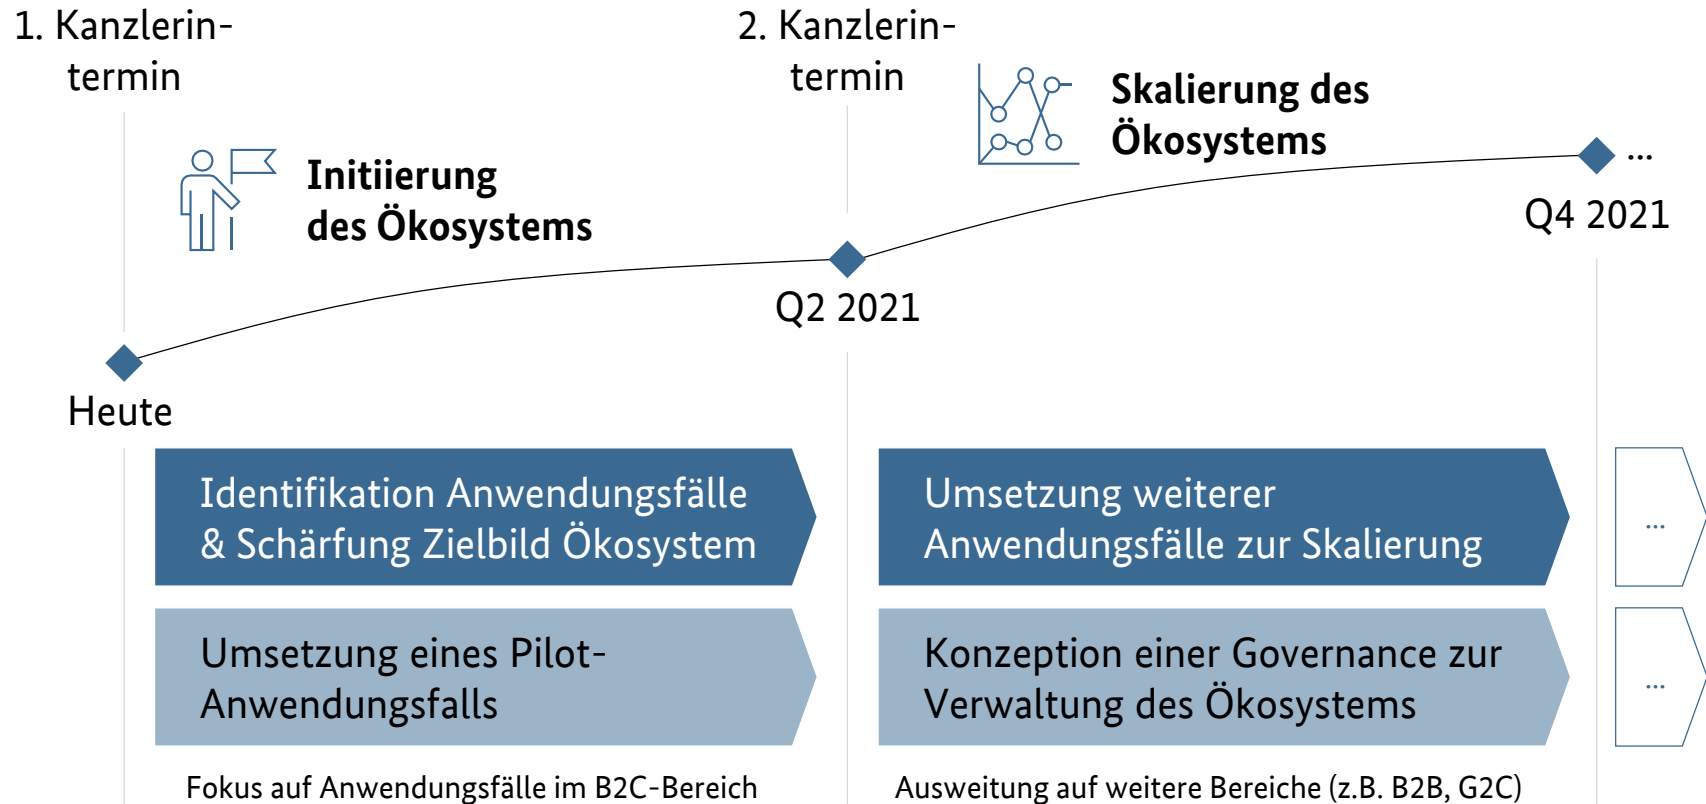 1. Kanzlerin-
termin
2. Kanzlerin-
termin
Initiierung
des Ökosystems
Skalierung des
Ökosystems
...
Q4 2021
Q2 2021
Heute
Identifikation Anwendungsfälle
& Schärfung Zielbild Ökosystem
Umsetzung weiterer
Anwendungsfälle zur Skalierung
...
Umsetzung eines Pilot-
Anwendungsfalls
Konzeption einer Governance zur
Verwaltung des Ökosystems
...
Fokus auf Anwendungsfälle im B2C-Bereich
Ausweitung auf weitere Bereiche (z.B. B2B, G2C)